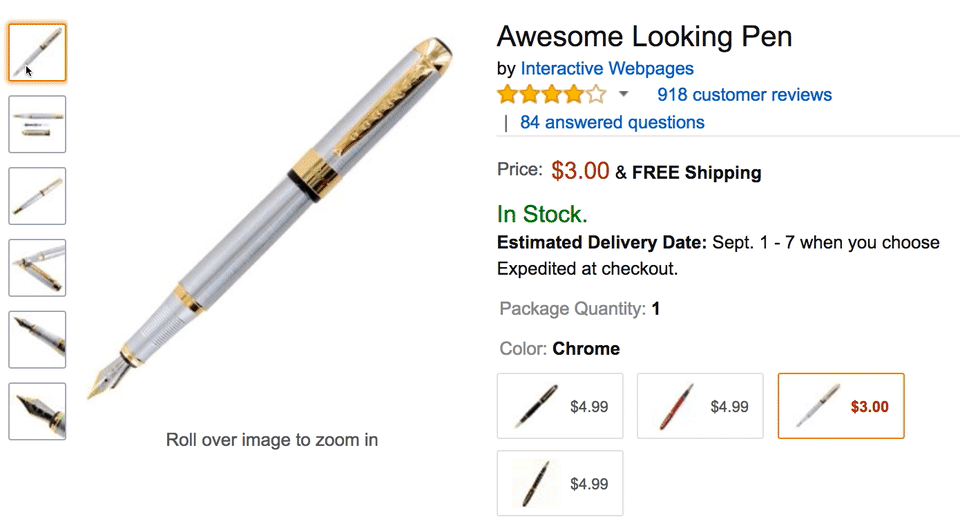 Awesome Looking Pen
by Interactive Webpages
918 customer reviews
| 84 answered questions
Price: $3.00 & FREE Shipping
In Stock.
Estimated Delivery Date: Sept. 1 - 7 when you choose
Expedited at checkout.
Package Quantity: 1
Color: Chrome
$4.99 $4.99 $3.00
$4.99
Roll over image to zoom in